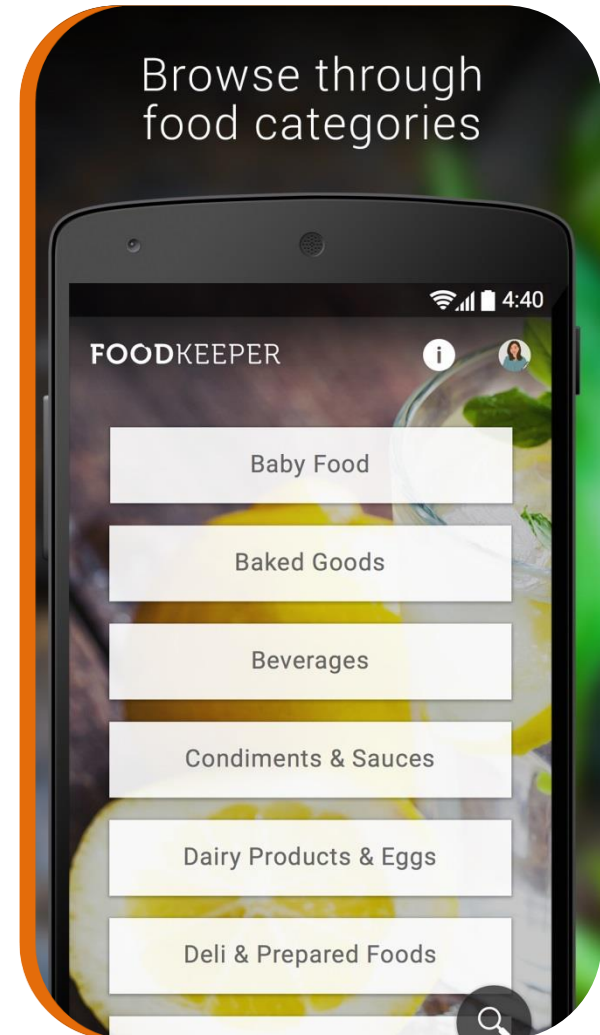 Browse through
food categories
4:40
FOODKEEPER
i
Baby Food
Baked Goods
Beverages
Condiments & Sauces
Dairy Products & Eggs
Deli & Prepared Foods